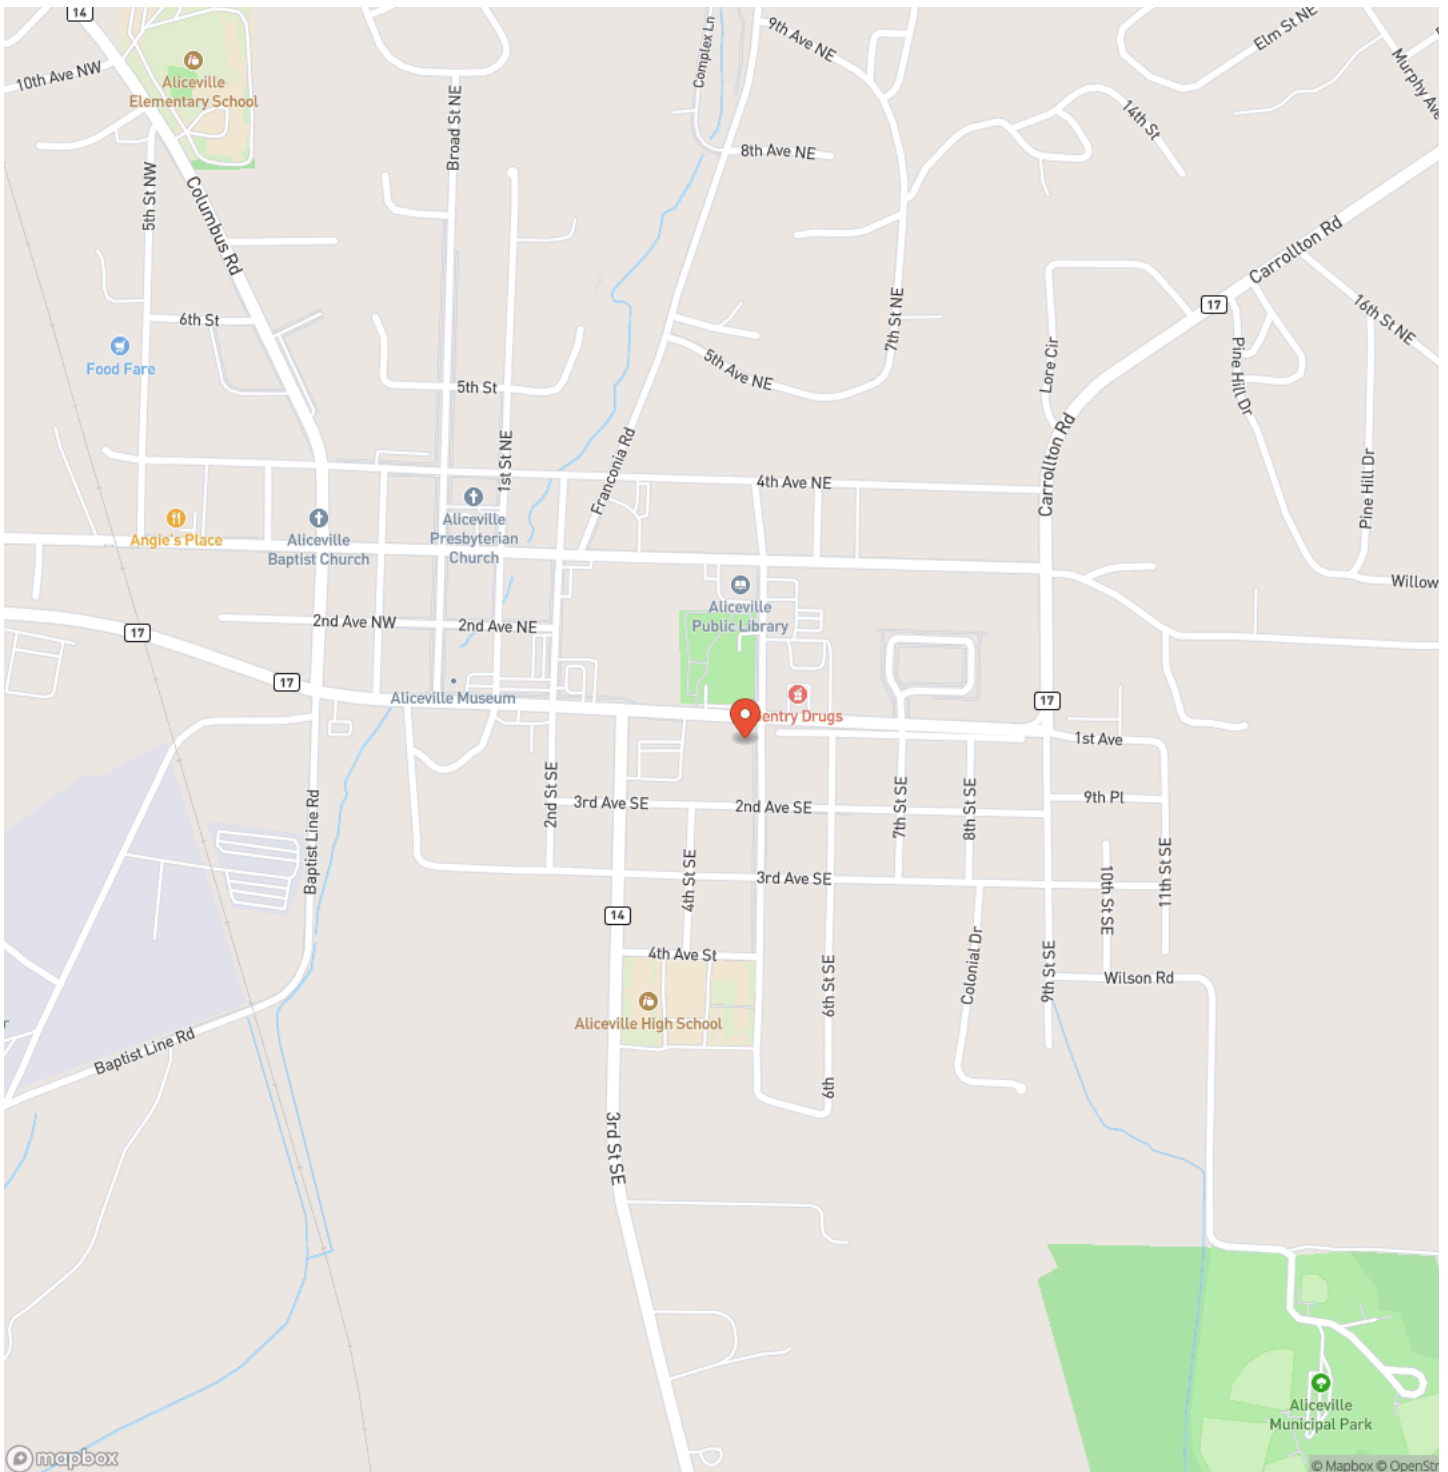 14
9th Ave NE
Elm St NE
Complex Ln
Murphy Ave
10th Ave NW
Aliceville
Elementary School
Broad St NE
14th St
8th Ave NE
5th St NW
Columbus Rd
Carrollton Rd
17
16th St NE
6th St
7th St NE
Food Fare
5th Ave NE
Lore Cir
Pine Hill Dr
5th St
Carrollton Rd
1st St NE
Franconia Rd
4th Ave NE
Pine Hill Dr
Aliceville
Presbyterian
Church
Angie's Place
Aliceville
Baptist Church
Willow
Aliceville
Public Library
2nd Ave NW
2nd Ave NE
17
17
Aliceville Museum
17
entry Drugs
1st Ave
2nd St SE
3rd Ave SE
2nd Ave SE
7th St SE
8th St SE
9th Pl
Baptist Line Rd
4th St SE
3rd Ave SE
11th St SE
10th St SE
14
4th Ave St
Colonial Dr
9th St SE
6th St SE
Wilson Rd
Aliceville High School
r
Baptist Line Rd
6th
3rd St SE
Aliceville
Municipal Park
mapbox
© Mapbox © OpenStr